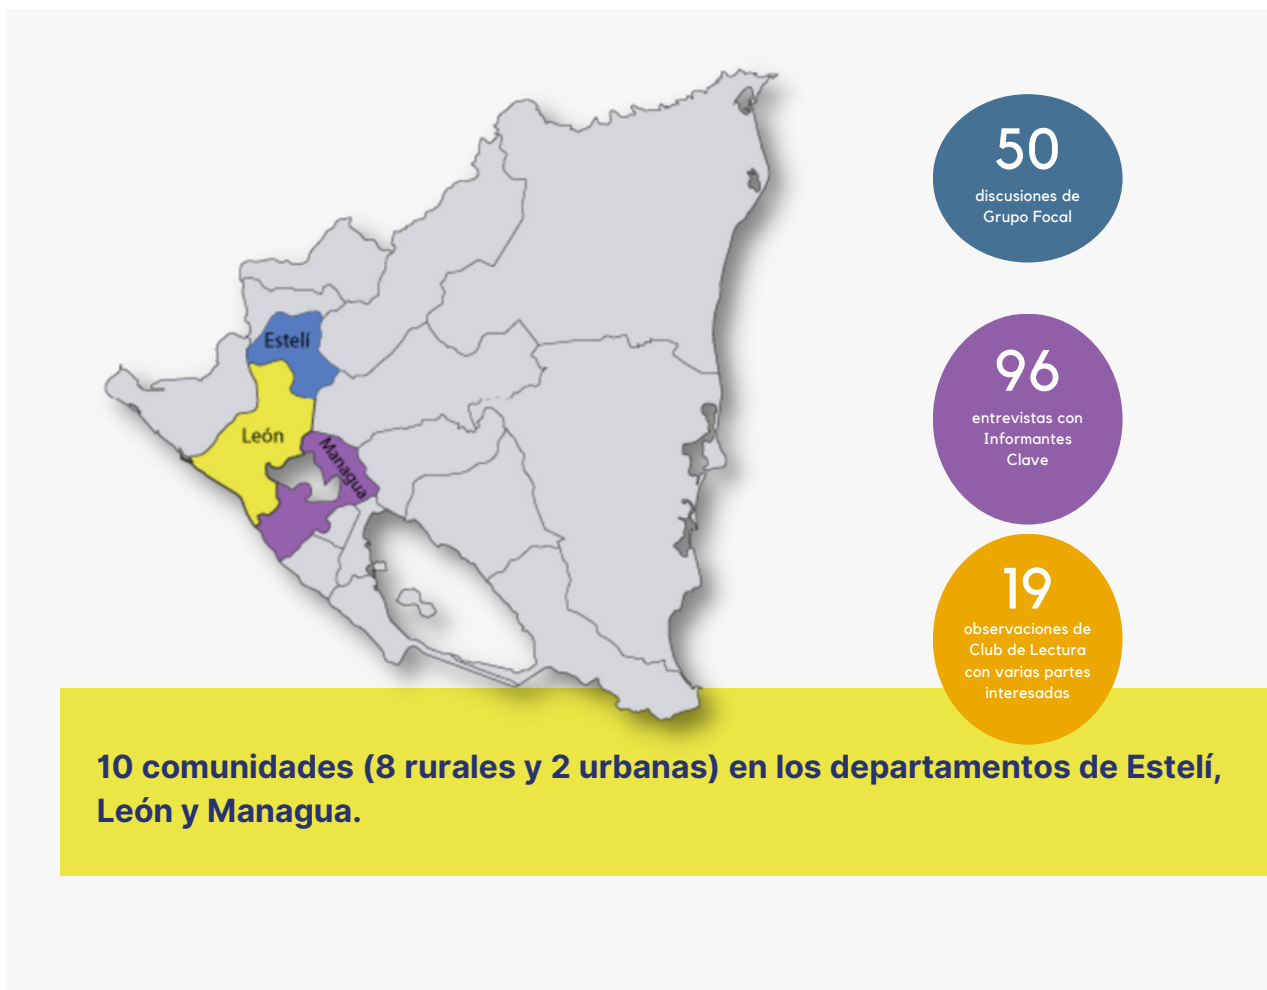 Estelí
León
Managua
50
discusiones de
Grupo Focal
96
entrevistas con
Informantes
Clave
19
observaciones de
Club de Lectura
con varias partes
interesadas
10 comunidades (8 rurales y 2 urbanas) en los departamentos de Estelí,
León y Managua.